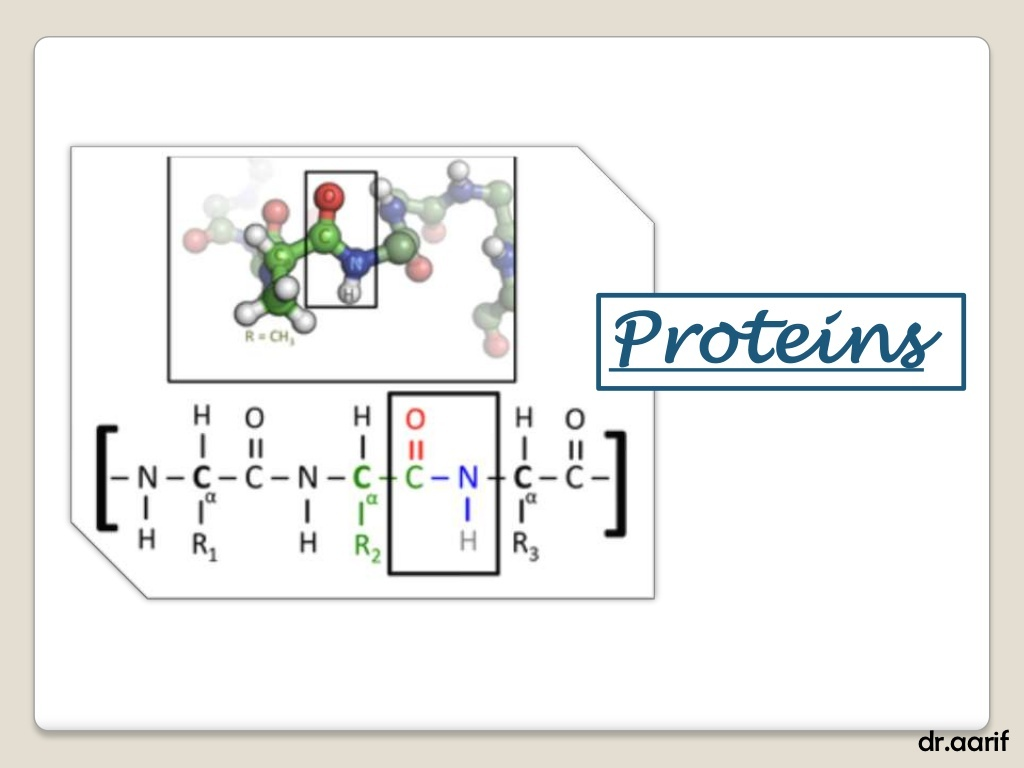 O
C
N
H
R = CH3
Proteins
H O H O H O
N C C N C C N C C
α α α
H R1 H R2 H R3
dr.aarif